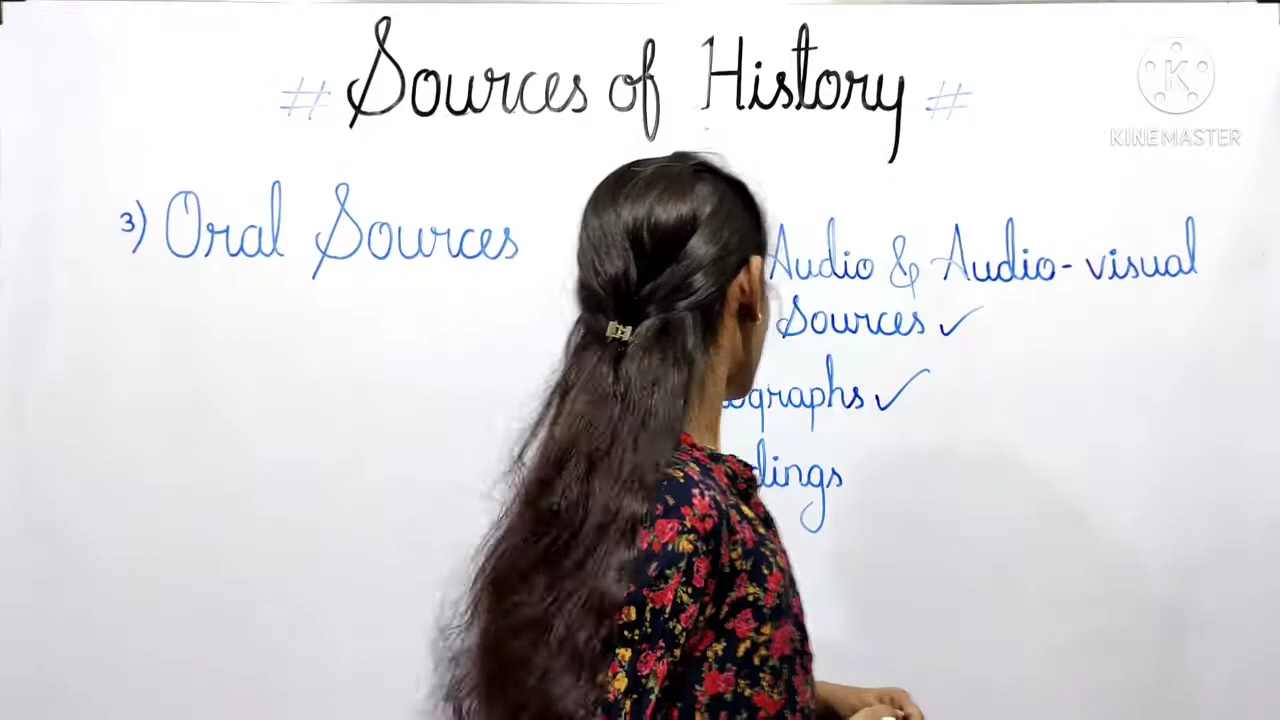 # Sources of History #
K
KINEMASTER
3) Oral Sources
Audio & Audio-visual
Sources ✓